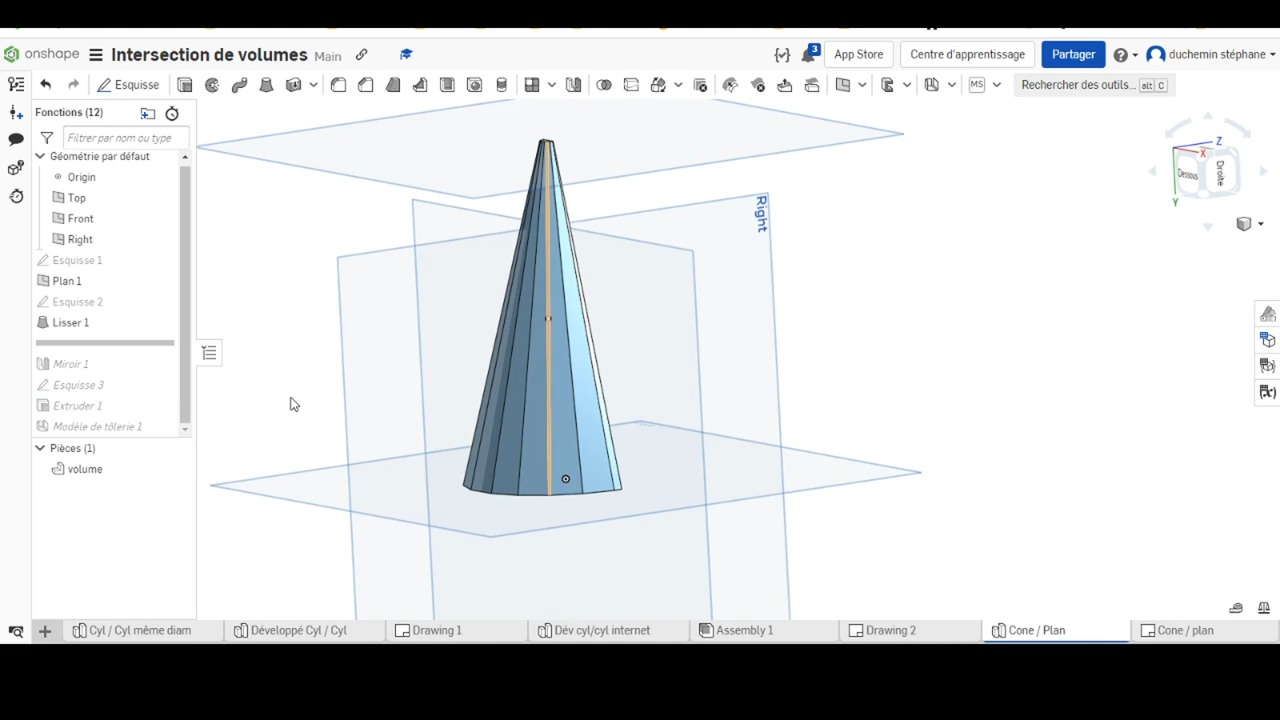 onshape Intersection de volumes Main 3 App Store Centre d'apprentissage Partager duchemin stéphane
Esquisse MS Rechercher des outils... alt C
Fonctions (12)
Filtrer par nom ou type
Géométrie par défaut
Origin
Top
Front
Right
Esquisse 1
Plan 1
Esquisse 2
Lisser 1
Miroir 1
Esquisse 3
Extruder 1
Modèle de tôlerie 1
Pièces (1)
volume
Right
Z
X
Dessous
Droite
Y
Cyl / Cyl même diam Développé Cyl / Cyl Drawing 1 Dév cyl/cyl internet Assembly 1 Drawing 2 Cone / Plan Cone / plan